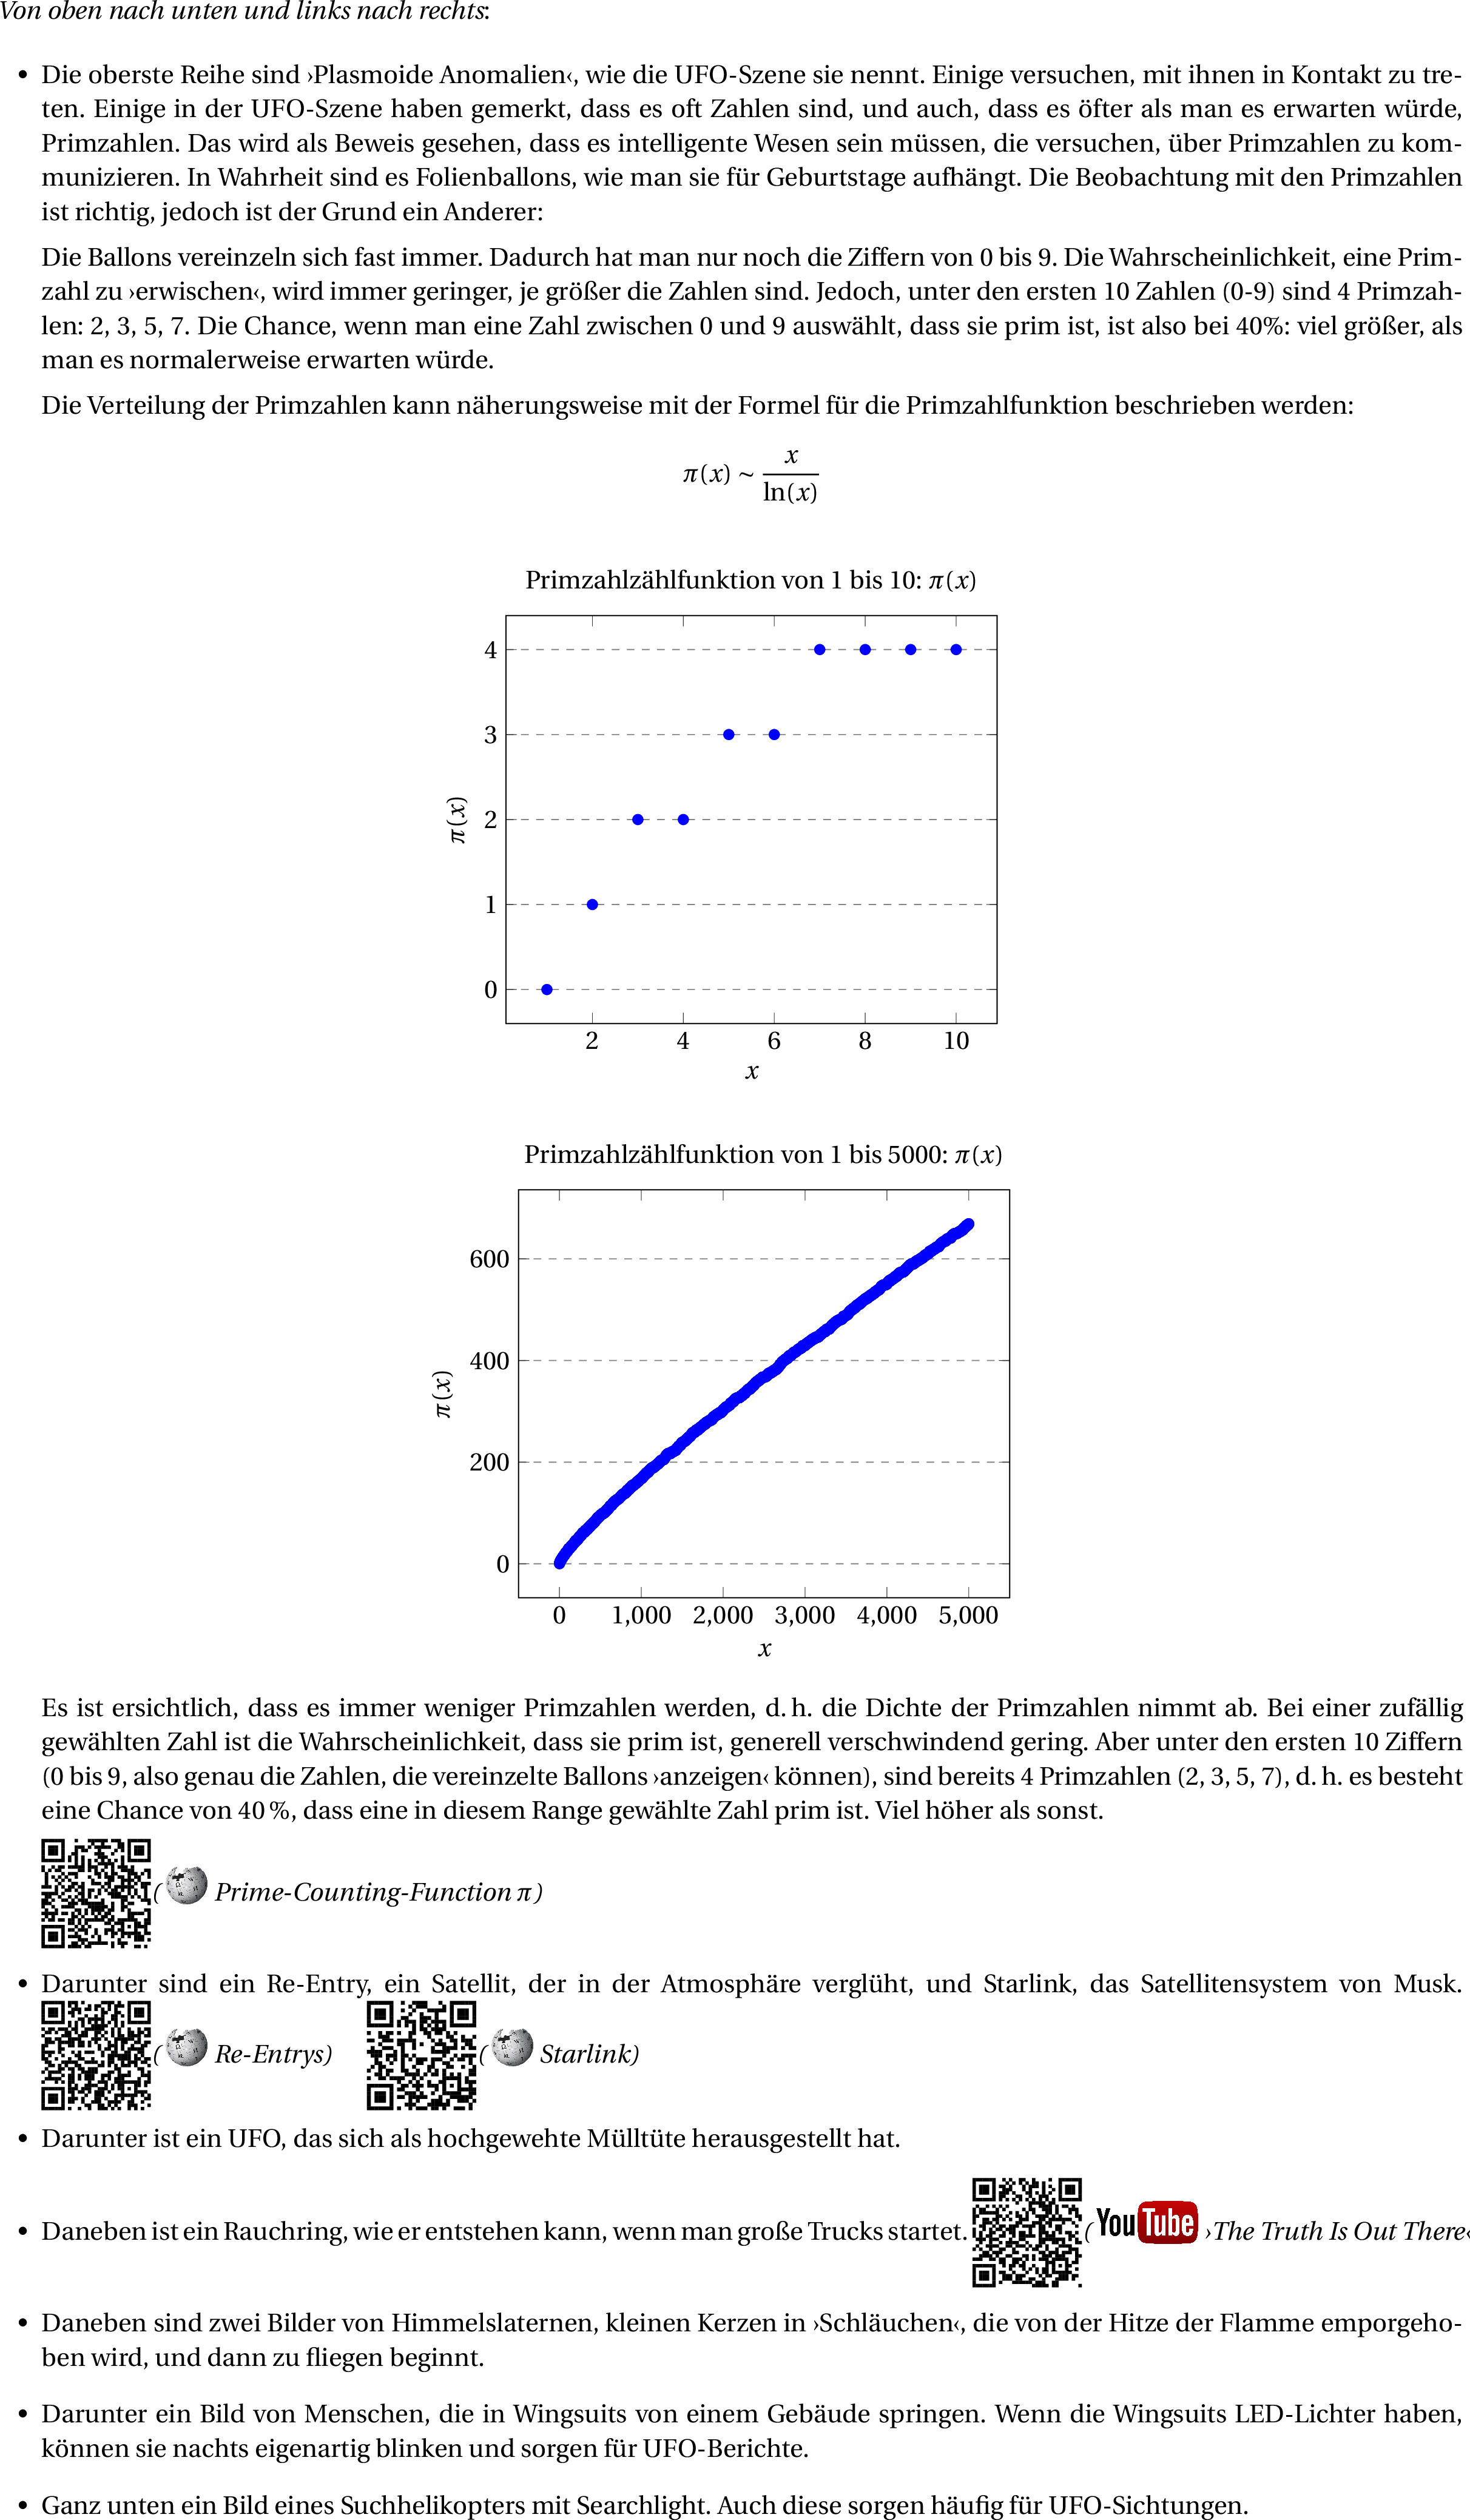 Von oben nach unten und links nach rechts:
• Die oberste Reihe sind ›Plasmoide Anomalien‹, wie die UFO-Szene sie nennt. Einige versuchen, mit ihnen in Kontakt zu tre-
ten. Einige in der UFO-Szene haben gemerkt, dass es oft Zahlen sind, und auch, dass es öfter als man es erwarten würde,
Primzahlen. Das wird als Beweis gesehen, dass es intelligente Wesen sein müssen, die versuchen, über Primzahlen zu kom-
munizieren. In Wahrheit sind es Folienballons, wie man sie für Geburtstage aufhängt. Die Beobachtung mit den Primzahlen
ist richtig, jedoch ist der Grund ein Anderer:
Die Ballons vereinzeln sich fast immer. Dadurch hat man nur noch die Ziffern von 0 bis 9. Die Wahrscheinlichkeit, eine Prim-
zahl zu ›erwischen‹, wird immer geringer, je größer die Zahlen sind. Jedoch, unter den ersten 10 Zahlen (0-9) sind 4 Primzah-
len: 2, 3, 5, 7. Die Chance, wenn man eine Zahl zwischen 0 und 9 auswählt, dass sie prim ist, ist also bei 40%: viel größer, als
man es normalerweise erwarten würde.
Die Verteilung der Primzahlen kann näherungsweise mit der Formel für die Primzahlfunktion beschrieben werden:
π(x) ~ x / ln(x)
Primzahlzählfunktion von 1 bis 10: π(x)
4
3
2
1
0
π(x)
2 4 6 8 10
x
Primzahlzählfunktion von 1 bis 5000: π(x)
600
400
200
0
π(x)
0 1,000 2,000 3,000 4,000 5,000
x
Es ist ersichtlich, dass es immer weniger Primzahlen werden, d. h. die Dichte der Primzahlen nimmt ab. Bei einer zufällig
gewählten Zahl ist die Wahrscheinlichkeit, dass sie prim ist, generell verschwindend gering. Aber unter den ersten 10 Ziffern
(0 bis 9, also genau die Zahlen, die vereinzelte Ballons ›anzeigen‹ können), sind bereits 4 Primzahlen (2, 3, 5, 7), d. h. es besteht
eine Chance von 40 %, dass eine in diesem Range gewählte Zahl prim ist. Viel höher als sonst.
( Prime-Counting-Function π)
• Darunter sind ein Re-Entry, ein Satellit, der in der Atmosphäre verglüht, und Starlink, das Satellitensystem von Musk.
( Re-Entrys) ( Starlink)
• Darunter ist ein UFO, das sich als hochgewehte Mülltüte herausgestellt hat.
• Daneben ist ein Rauchring, wie er entstehen kann, wenn man große Trucks startet. ( YouTube ›The Truth Is Out There‹
• Daneben sind zwei Bilder von Himmelslaternen, kleinen Kerzen in ›Schläuchen‹, die von der Hitze der Flamme emporgeho-
ben wird, und dann zu fliegen beginnt.
• Darunter ein Bild von Menschen, die in Wingsuits von einem Gebäude springen. Wenn die Wingsuits LED-Lichter haben,
können sie nachts eigenartig blinken und sorgen für UFO-Berichte.
• Ganz unten ein Bild eines Suchhelikopters mit Searchlight. Auch diese sorgen häufig für UFO-Sichtungen.